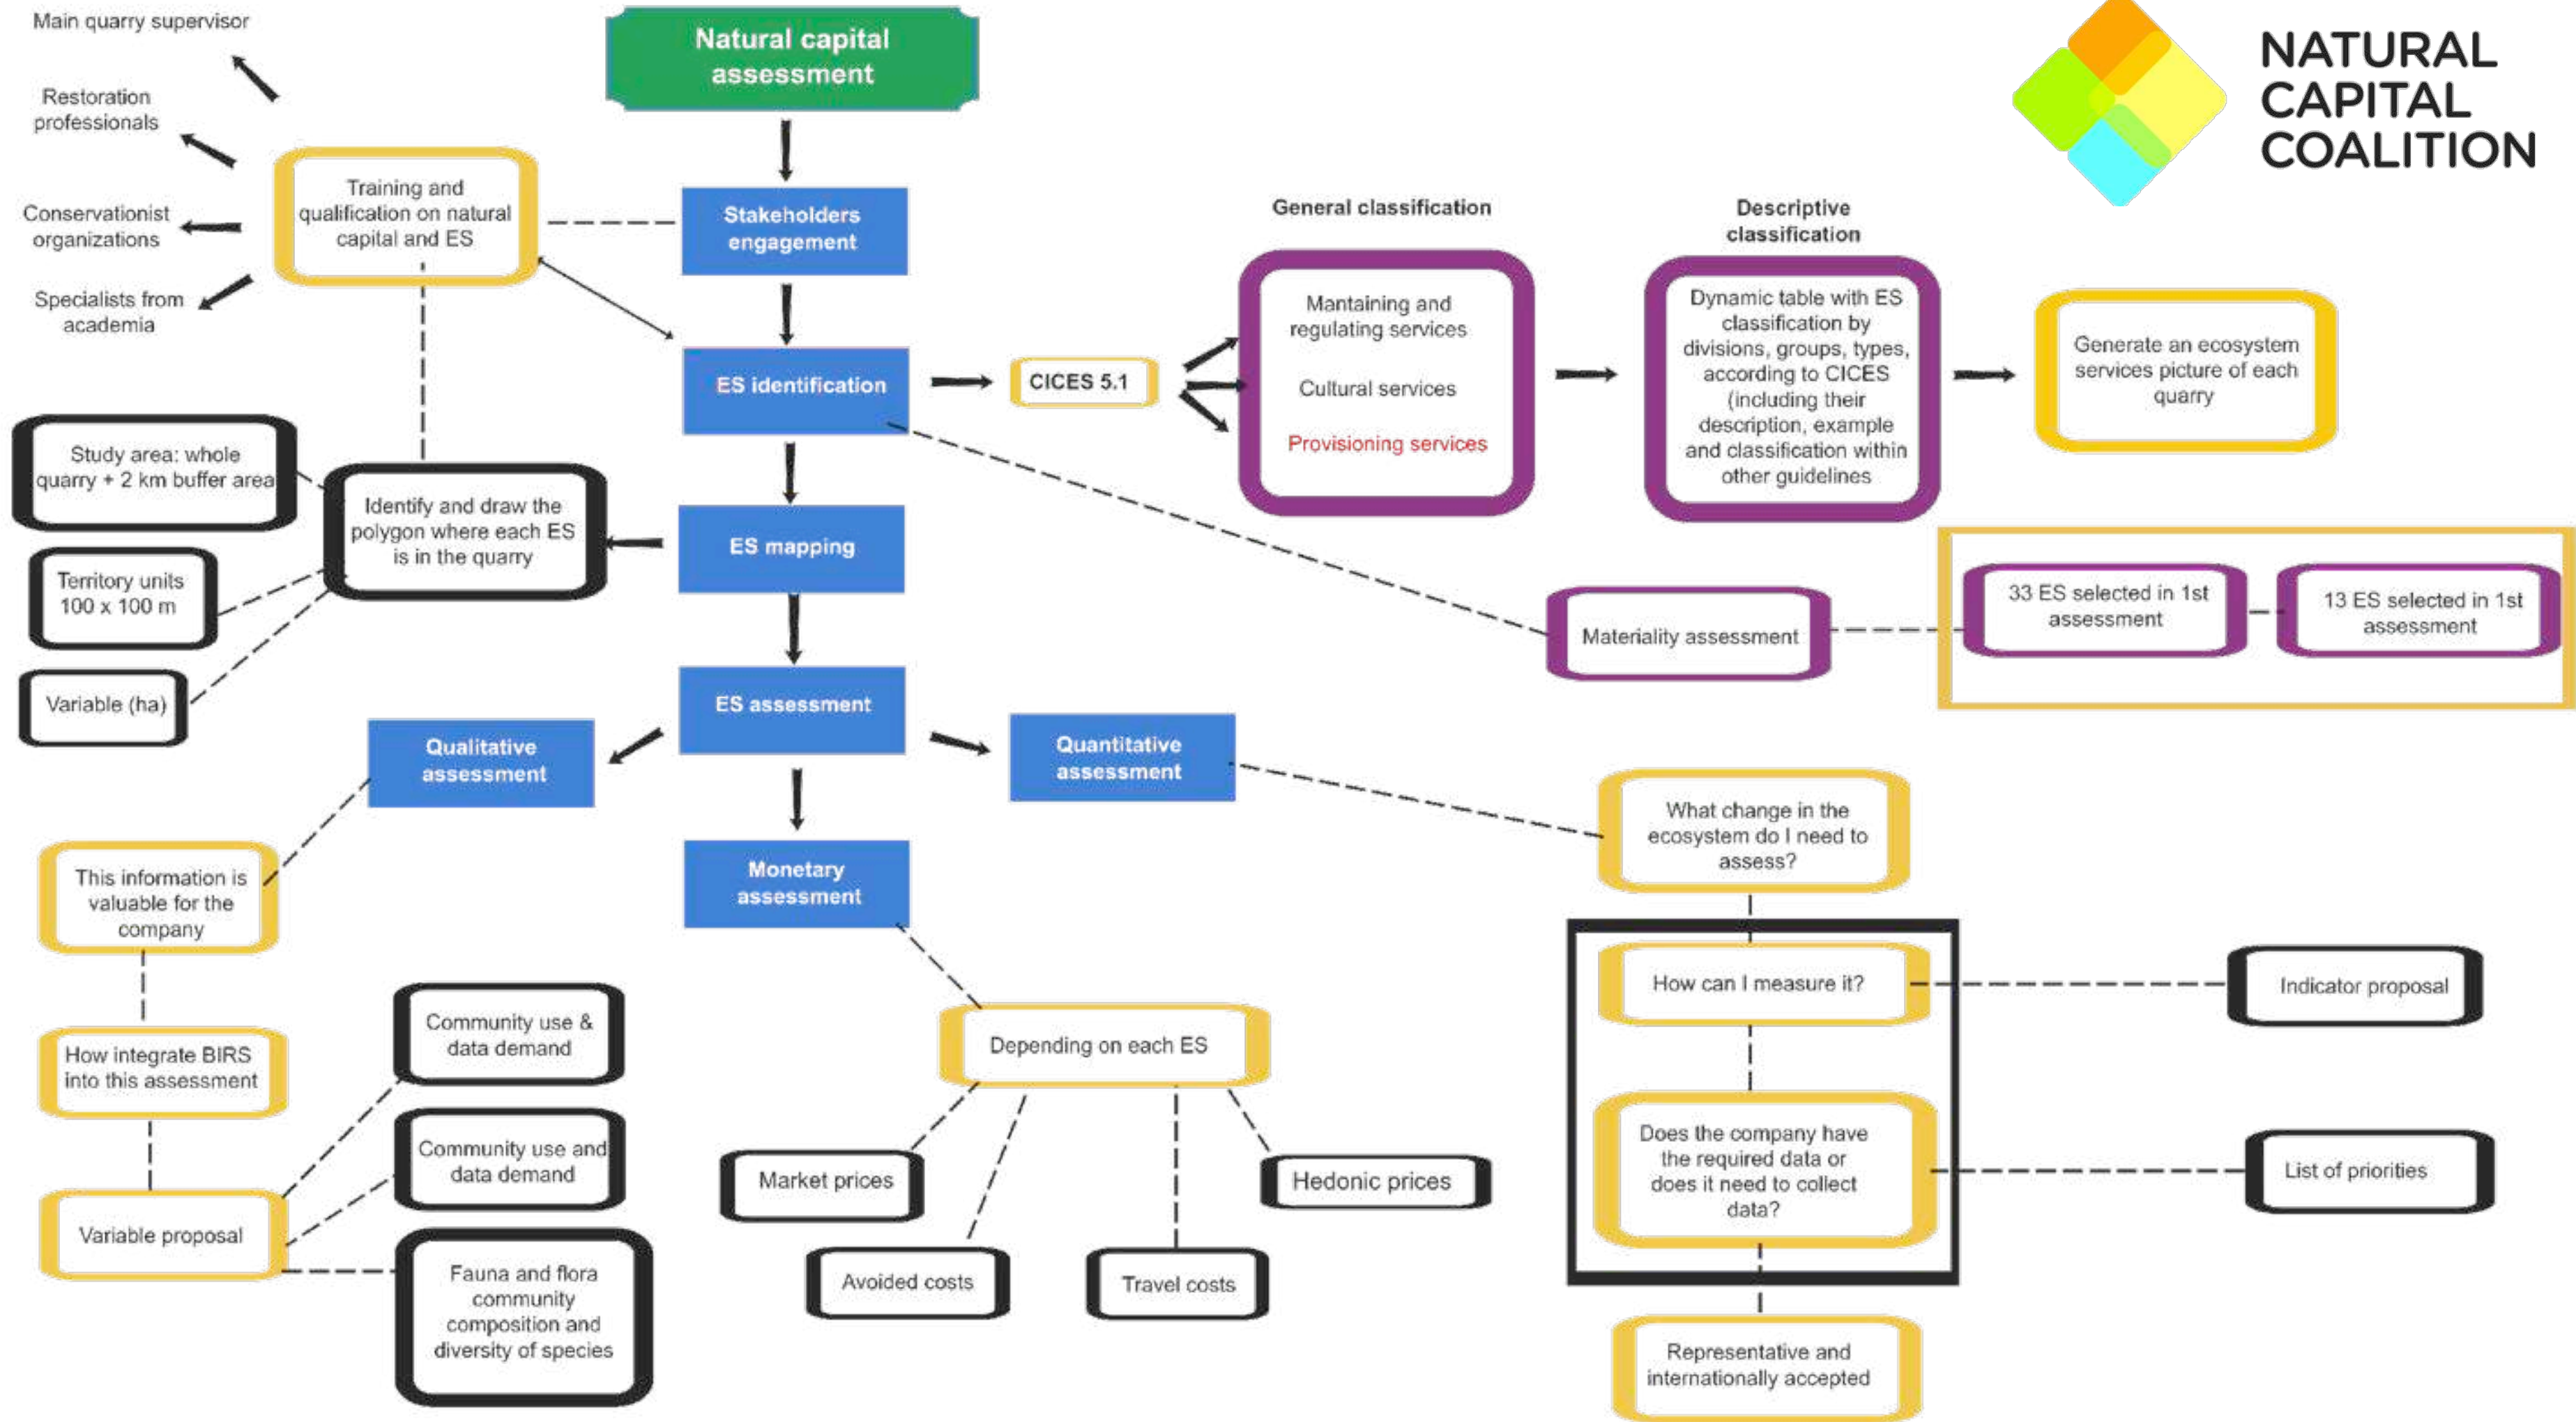 Main quarry supervisor
Restoration
professionals
Conservationist
organizations
Specialists from
academia
Training and
qualification on natural
capital and ES
Natural capital
assessment
Stakeholders
engagement
ES identification
ES mapping
ES assessment
NATURAL
CAPITAL
COALITION
CICES 5.1
General classification
Mantaining and
regulating services
Cultural services
Provisioning services
Descriptive
classification
Dynamic table with ES
classification by
divisions, groups, types,
according to CICES
(including their
description, example
and classification within
other guidelines
Generate an ecosystem
services picture of each
quarry
Study area: whole
quarry + 2 km buffer area
Territory units
100 x 100 m
Variable (ha)
Identify and draw the
polygon where each ES
is in the quarry
Materiality assessment
33 ES selected in 1st
assessment
13 ES selected in 1st
assessment
Qualitative
assessment
Quantitative
assessment
Monetary
assessment
This information is
valuable for the
company
How integrate BIRS
into this assessment
Variable proposal
Community use &
data demand
Community use and
data demand
Fauna and flora
community
composition and
diversity of species
Depending on each ES
Market prices
Avoided costs
Travel costs
Hedonic prices
What change in the
ecosystem do I need to
assess?
How can I measure it?
Does the company have
the required data or
does it need to collect
data?
Representative and
internationally accepted
Indicator proposal
List of priorities